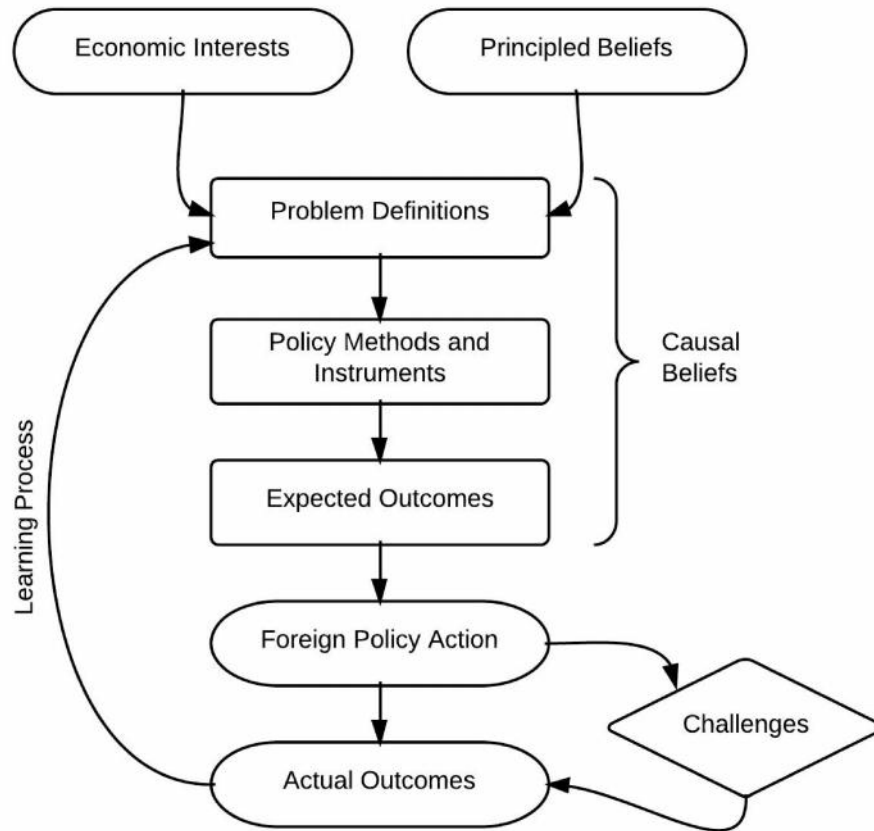 Economic Interests
Principled Beliefs
Problem Definitions
Policy Methods and
Instruments
Causal
Beliefs
Expected Outcomes
Learning Process
Foreign Policy Action
Challenges
Actual Outcomes